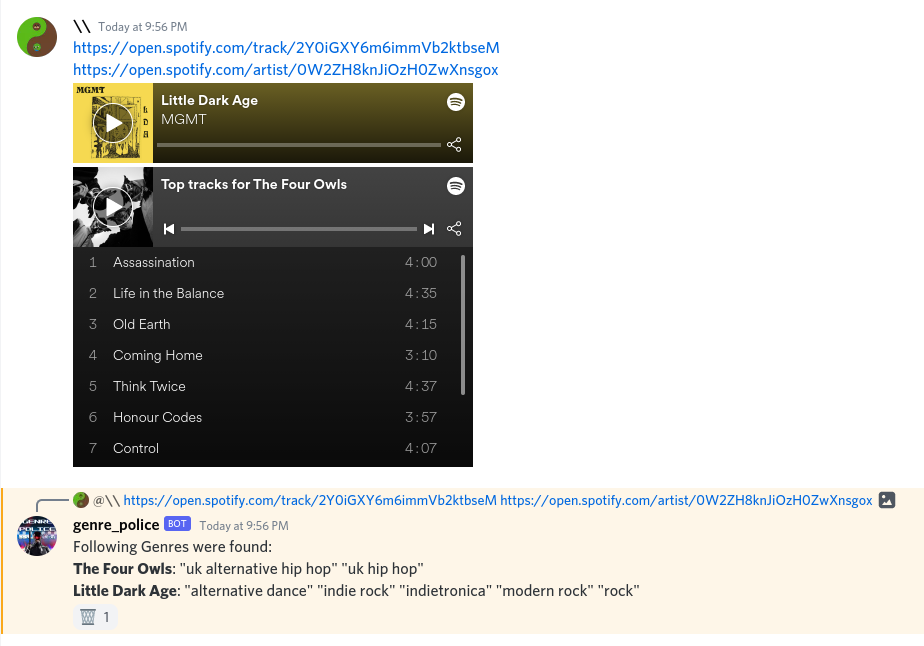 \\ Today at 9:56 PM
https://open.spotify.com/track/2Y0iGXY6m6immVb2ktbseM
https://open.spotify.com/artist/0W2ZH8knJiOzH0ZwXnsgox
MGMT
L
D
A
Little Dark Age
MGMT
Top tracks for The Four Owls
1 Assassination 4:00
2 Life in the Balance 4:35
3 Old Earth 4:15
4 Coming Home 3:10
5 Think Twice 4:37
6 Honour Codes 3:57
7 Control 4:07
@\\ https://open.spotify.com/track/2Y0iGXY6m6immVb2ktbseM https://open.spotify.com/artist/0W2ZH8knJiOzH0ZwXnsgox
GENRE
POLICE
genre_police BOT Today at 9:56 PM
Following Genres were found:
The Four Owls: "uk alternative hip hop" "uk hip hop"
Little Dark Age: "alternative dance" "indie rock" "indietronica" "modern rock" "rock"
1